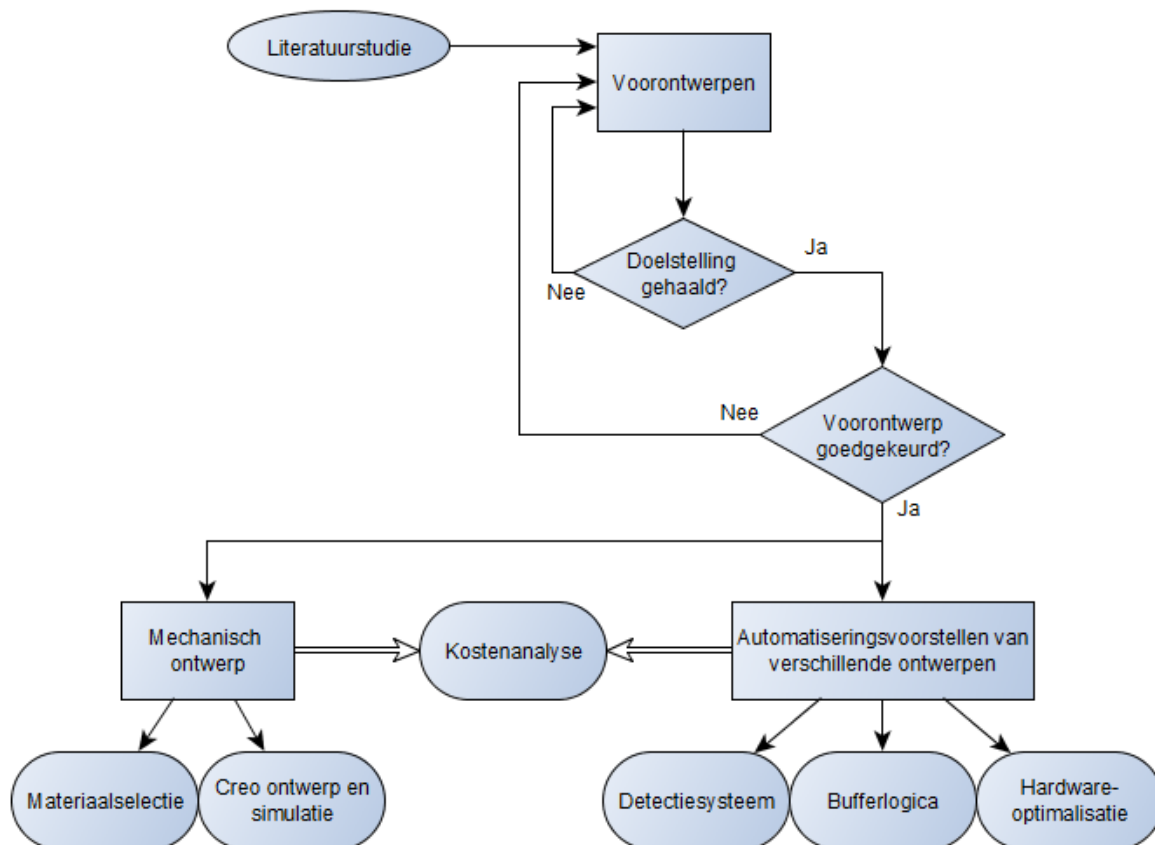 Literatuurstudie
Voorontwerpen
Doelstelling
gehaald?
Ja
Nee
Voorontwerp
goedgekeurd?
Nee
Ja
Mechanisch
ontwerp
Kostenanalyse
Automatiseringsvoorstellen van
verschillende ontwerpen
Materiaalselectie
Creo ontwerp en
simulatie
Detectiesysteem
Bufferlogica
Hardware-
optimalisatie